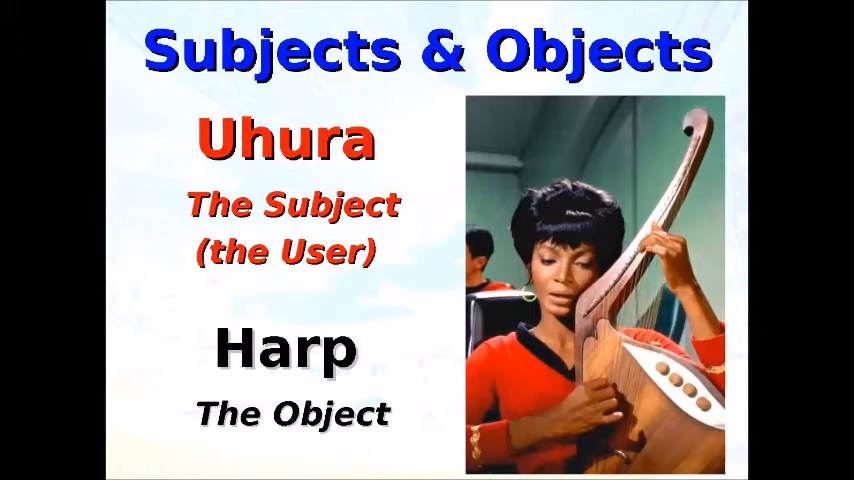 Subjects & Objects
Uhura
The Subject
(the User)
Harp
The Object